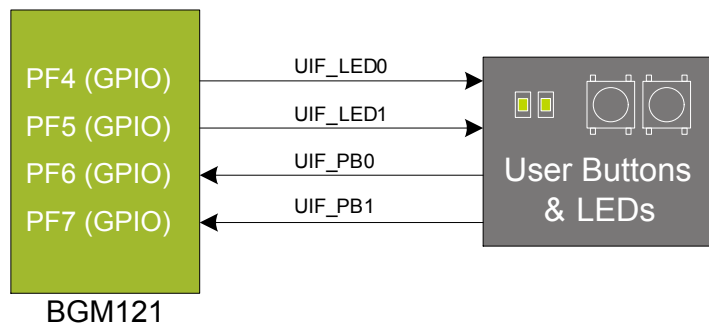 PF4 (GPIO)
PF5 (GPIO)
PF6 (GPIO)
PF7 (GPIO)
UIF_LED0
UIF_LED1
UIF_PB0
UIF_PB1
User Buttons
& LEDs
BGM121